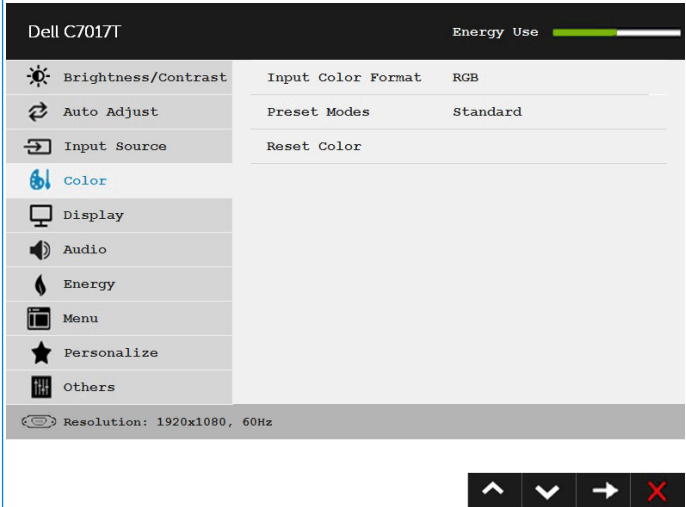 Dell C7017T
Energy Use
Brightness/Contrast
Input Color Format RGB
Auto Adjust
Preset Modes Standard
Input Source
Reset Color
Color
Display
Audio
Energy
Menu
Personalize
Others
Resolution: 1920x1080, 60Hz